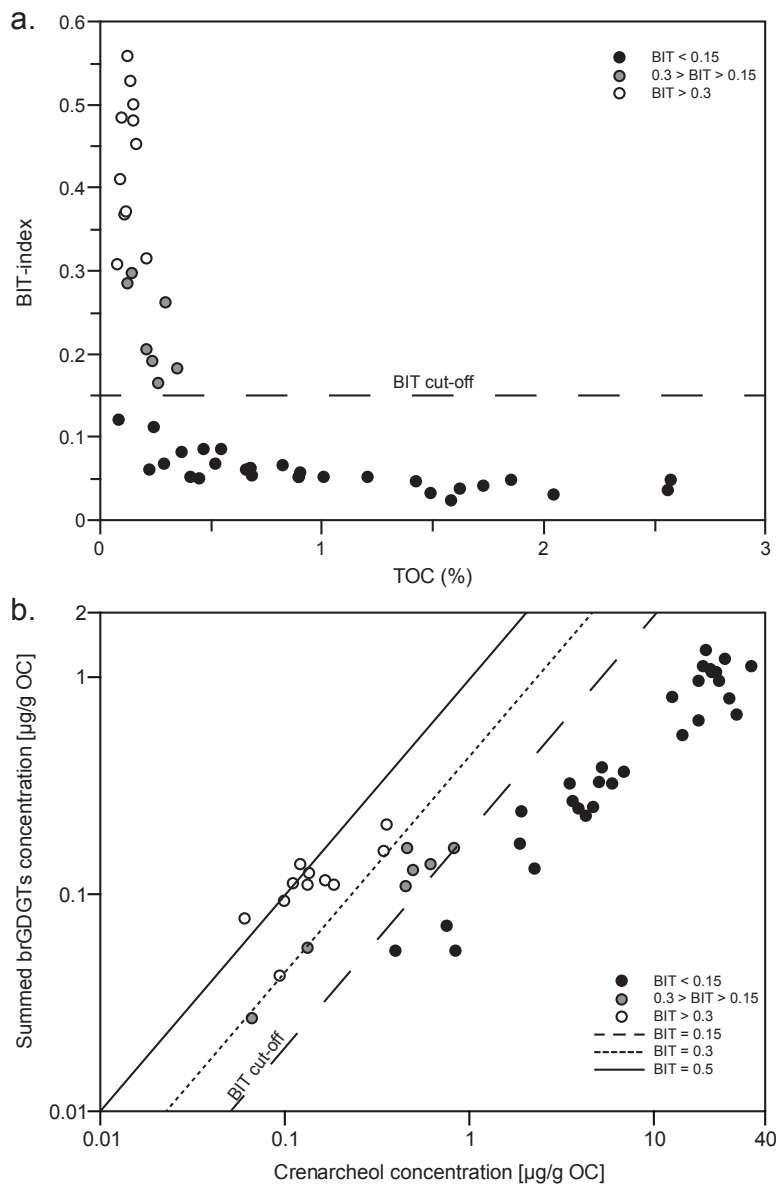 a.
0.6
0.5
0.4
0.3
0.2
0.1
0
BIT-index
BIT < 0.15
0.3 > BIT > 0.15
BIT > 0.3
BIT cut-off
0
1
2
3
TOC (%)
b.
2
1
0.1
0.01
Summed brGDGTs concentration [µg/g OC]
BIT cut-off
BIT < 0.15
0.3 > BIT > 0.15
BIT > 0.3
BIT = 0.15
BIT = 0.3
BIT = 0.5
0.01
0.1
1
10
40
Crenarcheol concentration [µg/g OC]